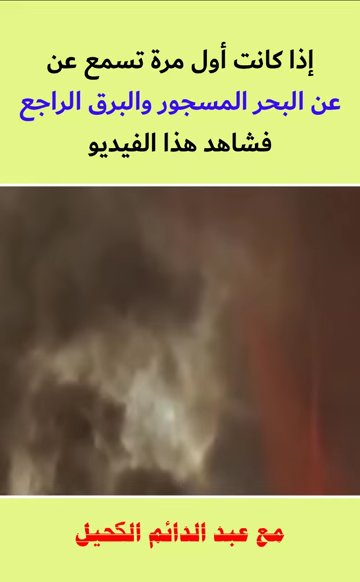 إذا كانت أول مرة تسمع عن
عن البحر المسجور والبرق الراجع
فشاهد هذا الفيديو
مع عبد الدائم الكحيل